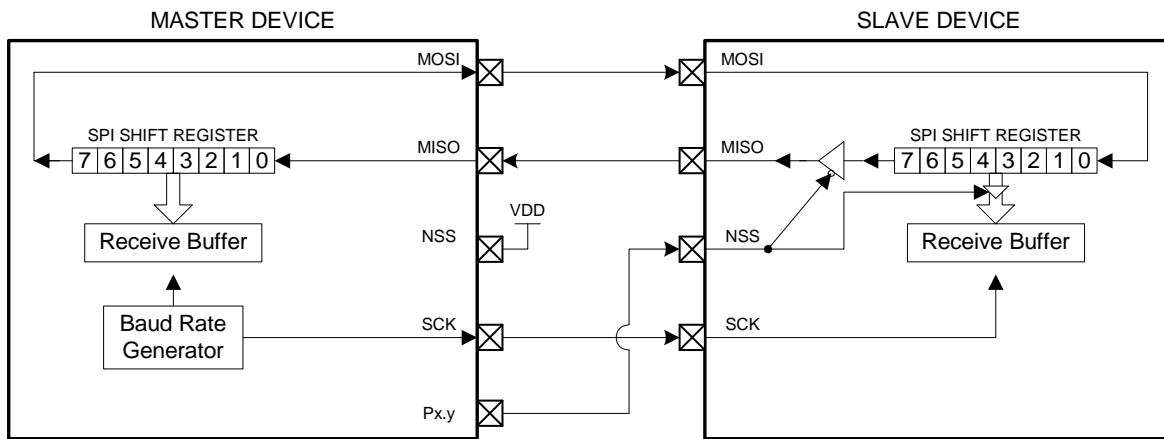 MASTER DEVICE
SLAVE DEVICE
MOSI
MOSI
SPI SHIFT REGISTER
7 6 5 4 3 2 1 0
MISO
MISO
SPI SHIFT REGISTER
7 6 5 4 3 2 1 0
VDD
Receive Buffer
NSS
NSS
Receive Buffer
Baud Rate
Generator
SCK
SCK
Px.y